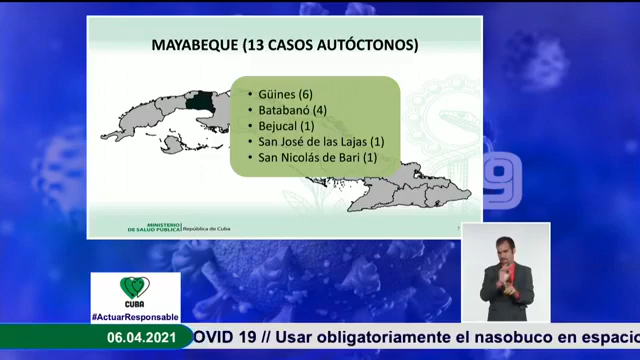 MAYABEQUE (13 CASOS AUTÓCTONOS)
• Güines (6)
• Batabanó (4)
• Bejucal (1)
• San José de las Lajas (1)
• San Nicolás de Bari (1)
MINISTERIO
DE SALUD PÚBLICA
República de Cuba
7
9
CUBA
#ActuarResponsable
06.04.2021
OVID 19 // Usar obligatoriamente el nasobuco en espacio